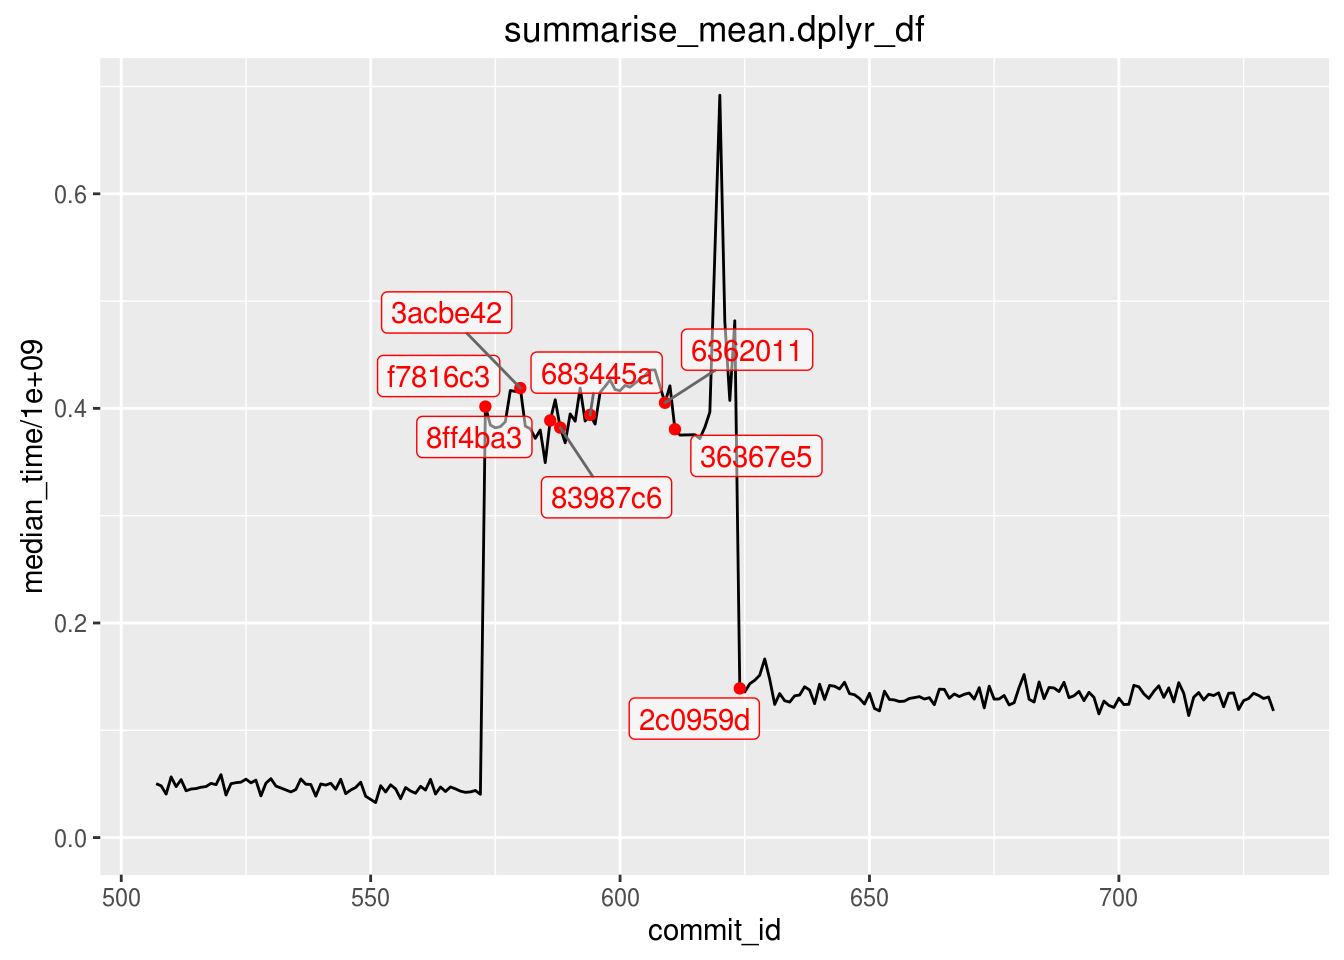 summarise_mean.dplyr_df
median_time/1e+09
0.6
0.4
0.2
0.0
3acbe42
f7816c3
683445a
6362011
8ff4ba3
36367e5
83987c6
2c0959d
500
550
600
650
700
commit_id